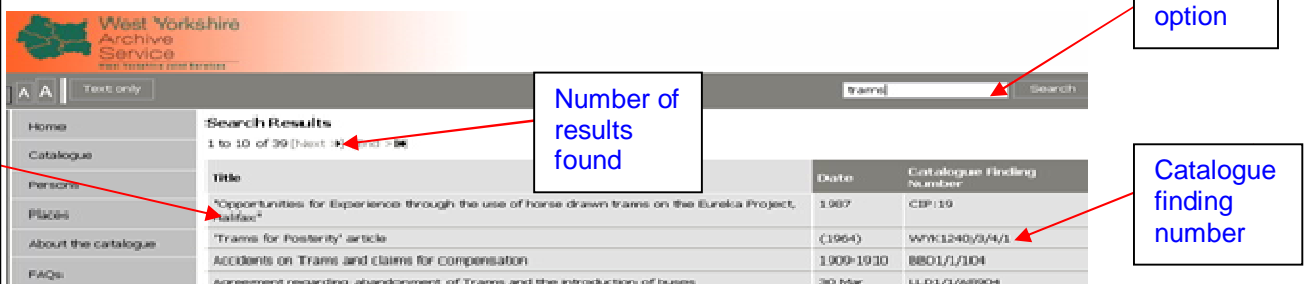 option
West Yorkshire
Archive
Service
A A Text only
trams
Search
Number of
results
found
Home
Catalogue
Persons
Places
About the catalogue
FAQs
Search Results
1 to 10 of 39 [Next
Title Date Catalogue Finding Number
"Opportunities for Experience through the use of horse drawn trams on the Eureka Project, Halifax" 1987 CIP:19
'Trams for Posterity' article (1964) WYK1240/3/4/1
Accidents on Trams and claims for compensation 1909-1910 BBD1/1/104
Agreement regarding abandonment of Trams and the introduction of buses 30 Mar
Catalogue
finding
number